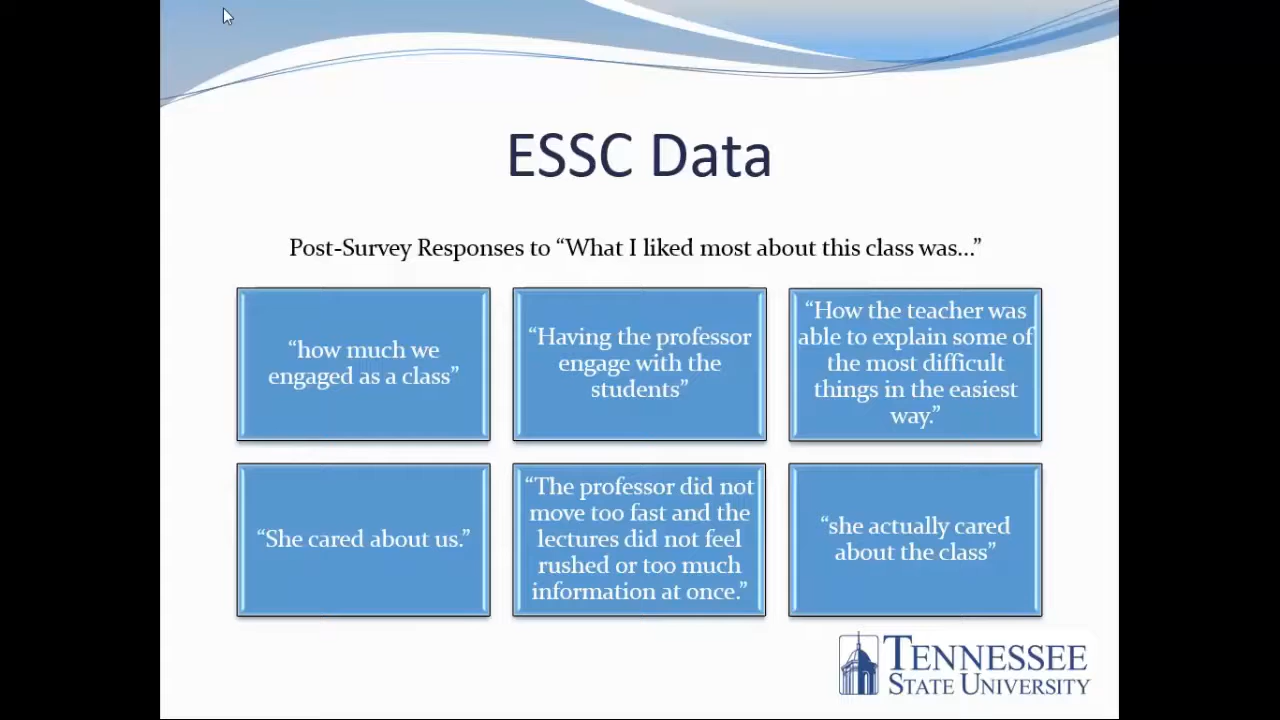 ESSC Data
Post-Survey Responses to “What I liked most about this class was...”
“how much we
engaged as a class”
“Having the professor
engage with the
students”
“How the teacher was
able to explain some of
the most difficult
things in the easiest
way.”
“She cared about us.”
“The professor did not
move too fast and the
lectures did not feel
rushed or too much
information at once.”
“she actually cared
about the class”
TENNESSEE
STATE UNIVERSITY